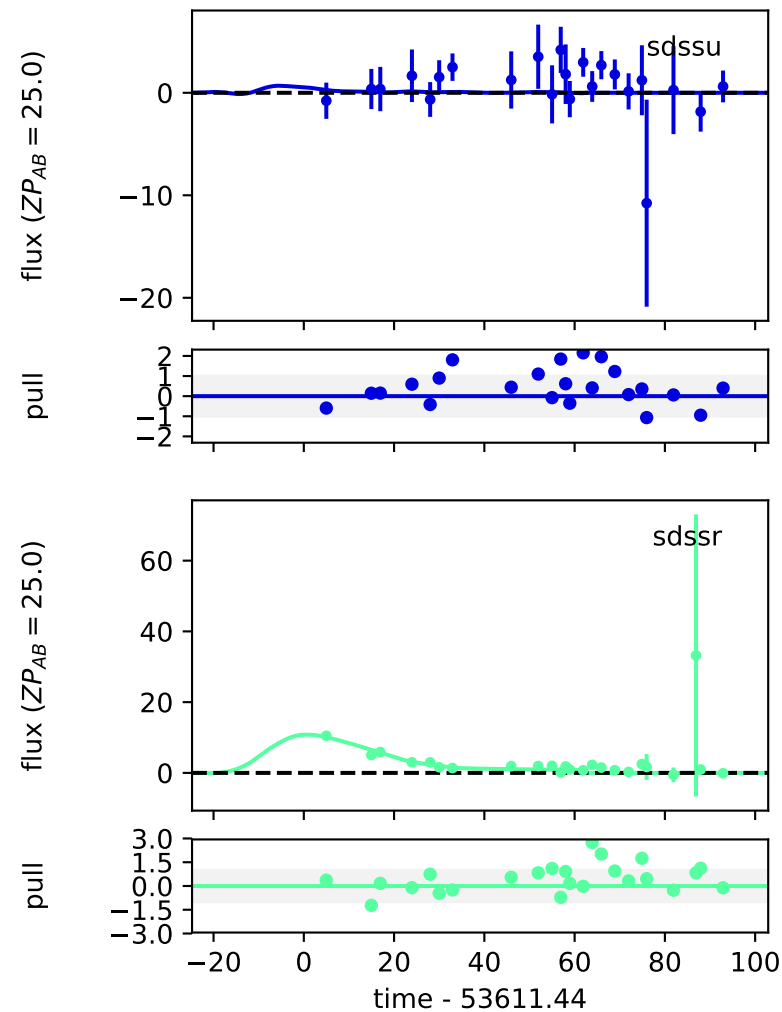 sdssu
flux (ZP_AB = 25.0)
0
−10
−20
pull
2
1
0
−1
−2
sdssr
flux (ZP_AB = 25.0)
60
40
20
0
pull
3.0
1.5
0.0
−1.5
−3.0
−20 0 20 40 60 80 100
time - 53611.44